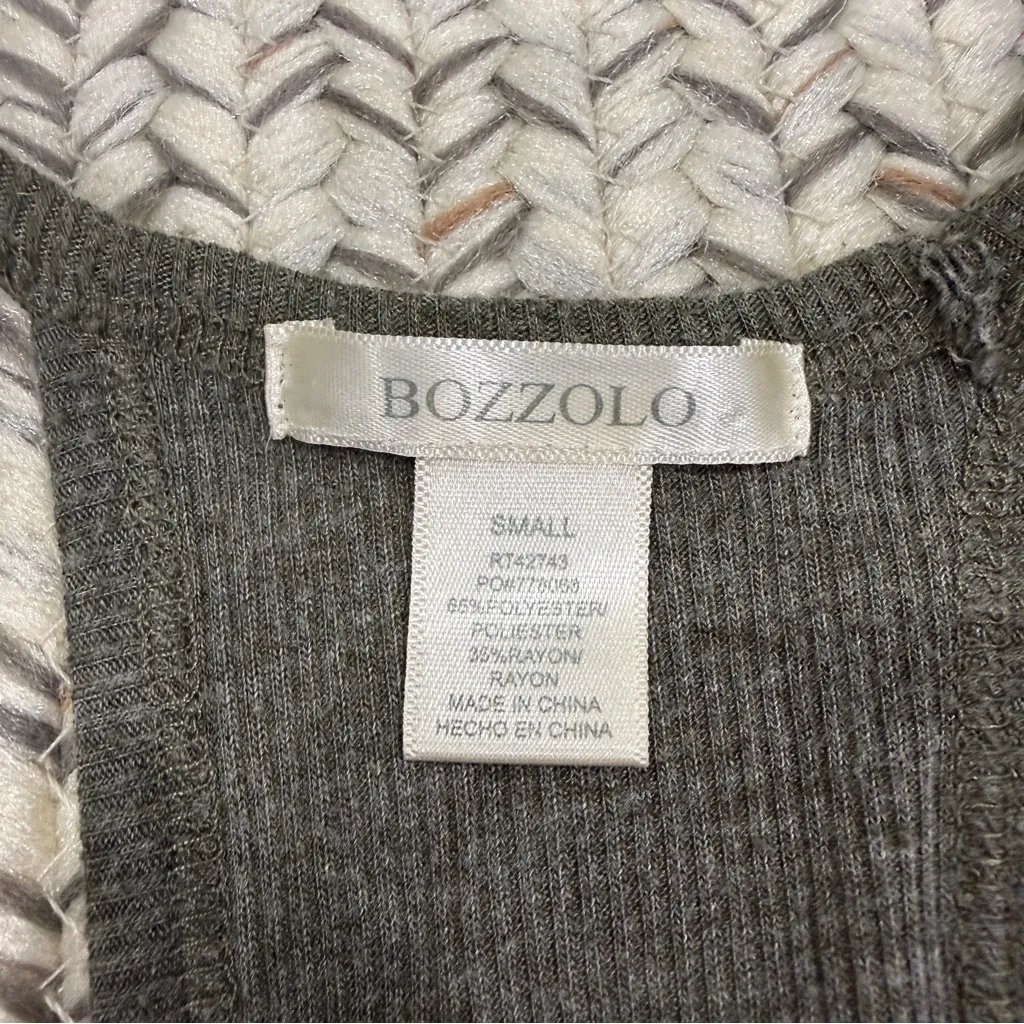 BOZZOLO
SMALL
RT42743
65%POLYESTER/
POLIESTER
35%RAYON/
RAYON
MADE IN CHINA
HECHO EN CHINA